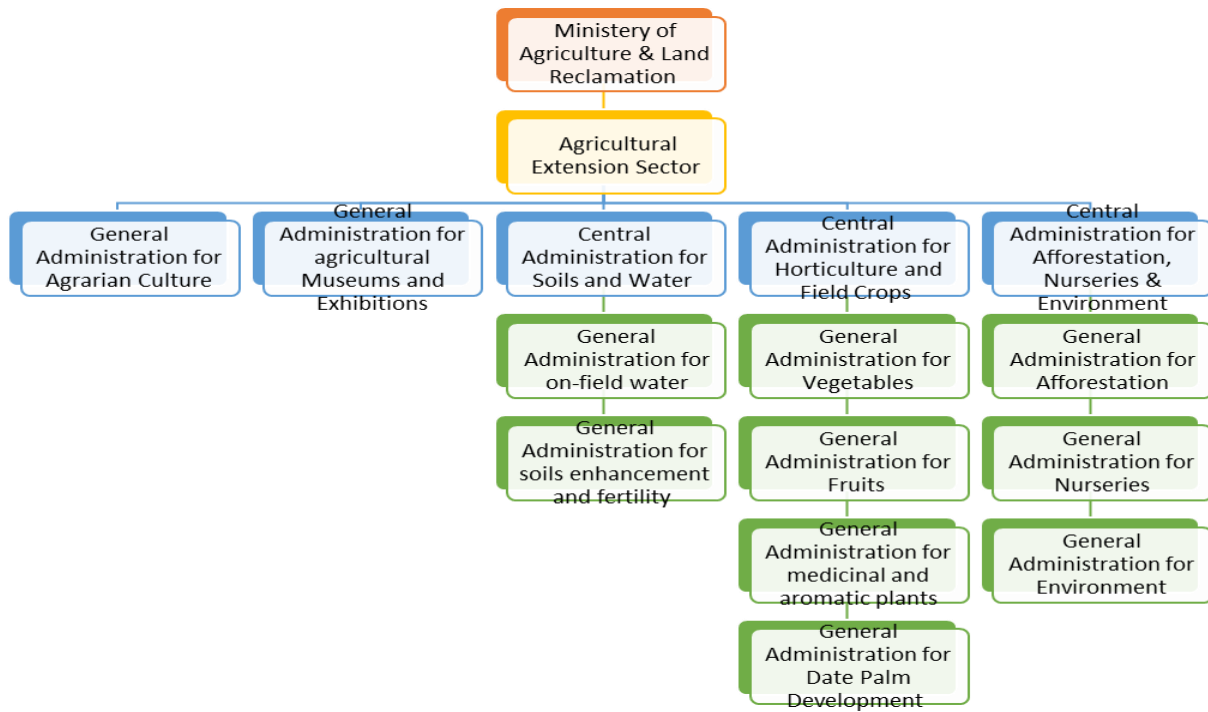 Ministery of
Agriculture & Land
Reclamation
Agricultural
Extension Sector
General
Administration for
Agrarian Culture
General
Administration for
agricultural
Museums and
Exhibitions
Central
Administration for
Soils and Water
Central
Administration for
Horticulture and
Field Crops
Central
Administration for
Afforestation,
Nurseries &
Environment
General
Administration for
on-field water
General
Administration for
Vegetables
General
Administration for
Afforestation
General
Administration for
soils enhancement
and fertility
General
Administration for
Fruits
General
Administration for
Nurseries
General
Administration for
medicinal and
aromatic plants
General
Administration for
Environment
General
Administration for
Date Palm
Development